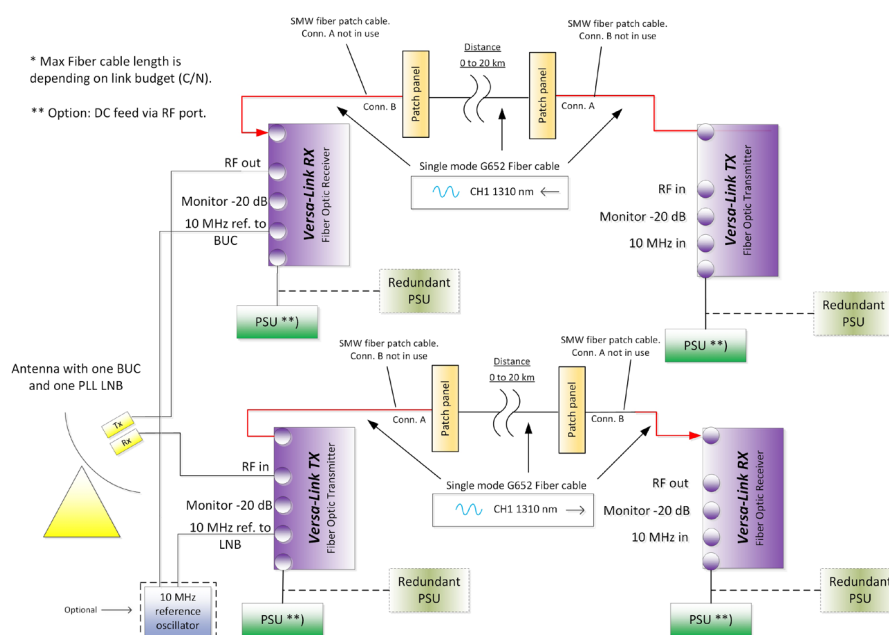 * Max Fiber cable length is
depending on link budget (C/N).
** Option: DC feed via RF port.
SMW fiber patch cable.
Conn. A not in use
Conn. B
Patch panel
Distance
0 to 20 km
Patch panel
SMW fiber patch cable.
Conn. B not in use
Conn. A
Single mode G652 Fiber cable
CH1 1310 nm
RF out
Monitor -20 dB
10 MHz ref. to
BUC
Versa-Link RX
Fiber Optic Receiver
Redundant
PSU
PSU **)
RF in
Monitor -20 dB
10 MHz in
Versa-Link TX
Fiber Optic Transmitter
Redundant
PSU
PSU **)
Antenna with one BUC
and one PLL LNB
Tx
Rx
SMW fiber patch cable.
Conn. B not in use
Conn. A
Patch panel
Distance
0 to 20 km
Patch panel
SMW fiber patch cable.
Conn. A not in use
Conn. B
Single mode G652 Fiber cable
CH1 1310 nm
RF in
Monitor -20 dB
10 MHz ref. to
LNB
Versa-Link TX
Fiber Optic Transmitter
Redundant
PSU
PSU **)
RF out
Monitor -20 dB
10 MHz in
Versa-Link RX
Fiber Optic Receiver
Redundant
PSU
PSU **)
Optional
10 MHz
reference
oscillator